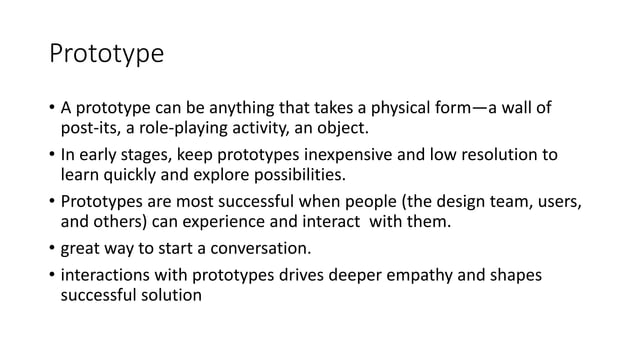 Prototype
• A prototype can be anything that takes a physical form—a wall of
post-its, a role-playing activity, an object.
• In early stages, keep prototypes inexpensive and low resolution to
learn quickly and explore possibilities.
• Prototypes are most successful when people (the design team, users,
and others) can experience and interact  with them.
• great way to start a conversation.
• interactions with prototypes drives deeper empathy and shapes
successful solution